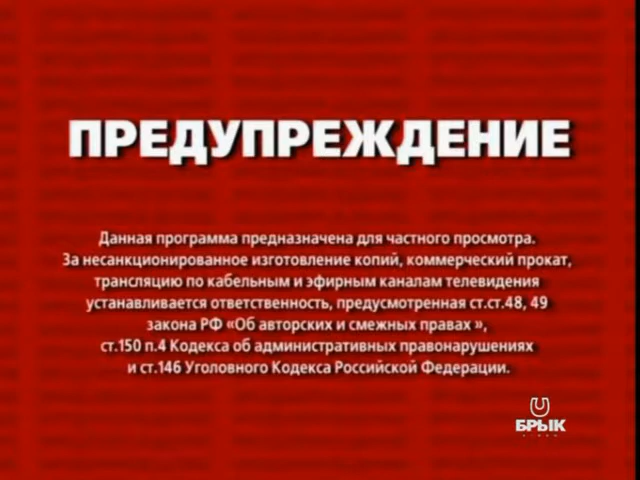 ПРЕДУПРЕЖДЕНИЕ
Данная программа предназначена для частного просмотра.
За несанкционированное изготовление копий, коммерческий прокат,
трансляцию по кабельным и эфирным каналам телевидения
устанавливается ответственность, предусмотренная ст.ст.48, 49
закона РФ «Об авторских и смежных правах »,
ст.150 п.4 Кодекса об административных правонарушениях
и ст.146 Уголовного Кодекса Российской Федерации.
БРЫК